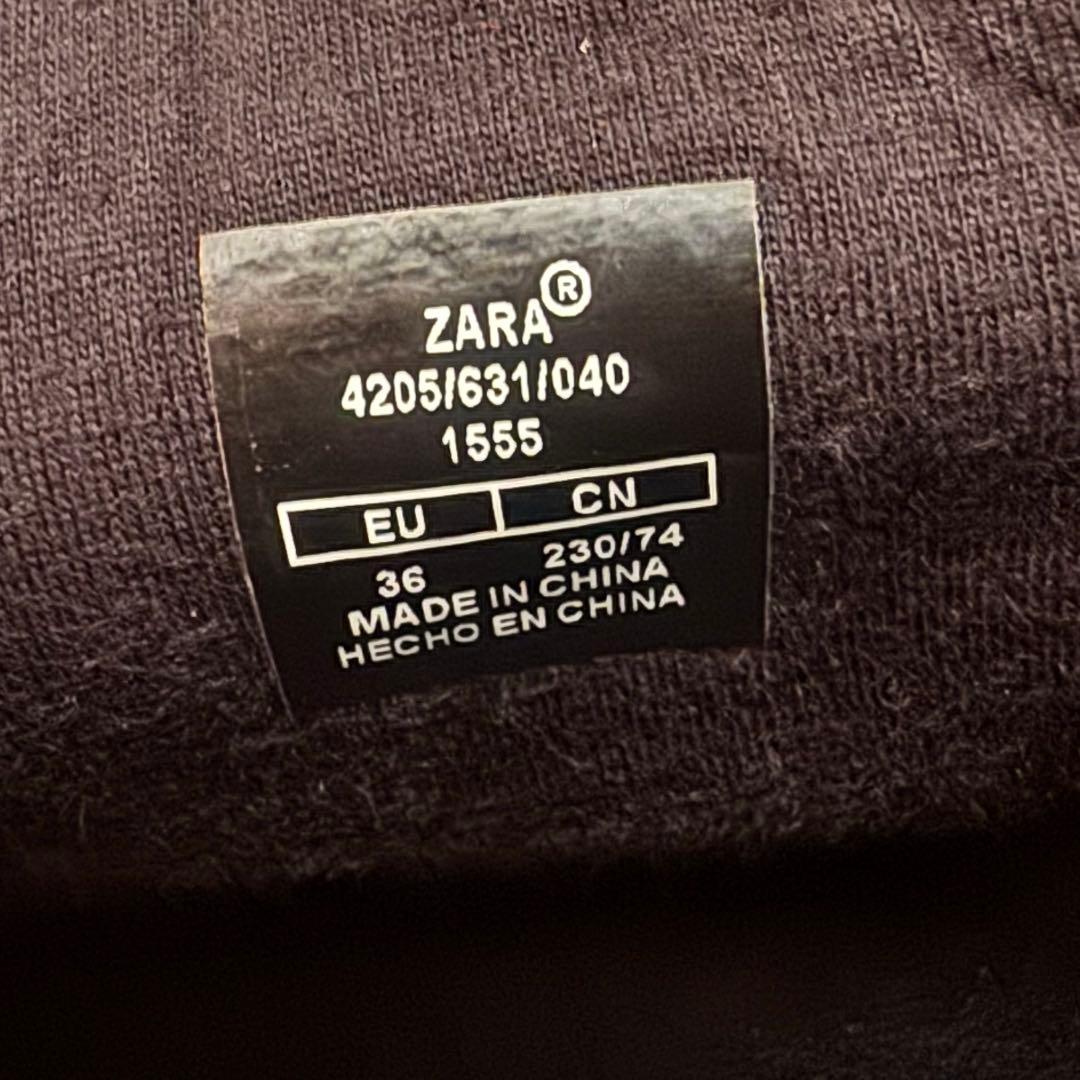 ZARA®
4205/631/040
1555
EU CN
36 230/74
MADE IN CHINA
HECHO EN CHINA